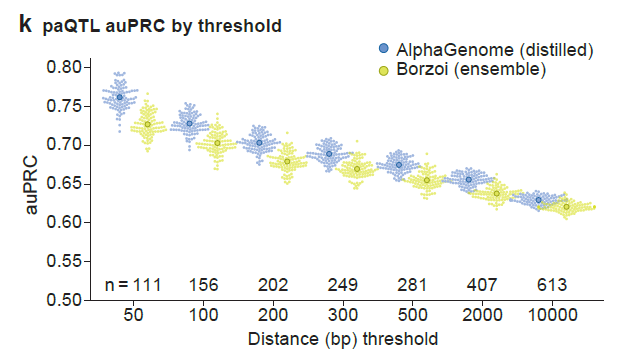 k paQTL auPRC by threshold
AlphaGenome (distilled)
Borzoi (ensemble)
auPRC
0.80
0.75
0.70
0.65
0.60
0.55
0.50
n = 111 156 202 249 281 407 613
50 100 200 300 500 2000 10000
Distance (bp) threshold